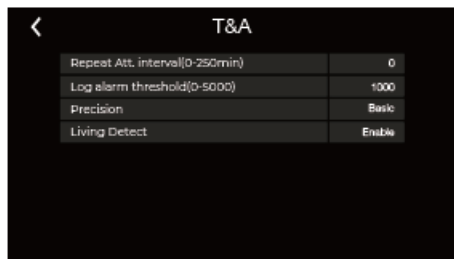 T&A
Repeat Att. interval(0-250min) 0
Log alarm threshold(0-5000) 1000
Precision Basic
Living Detect Enable